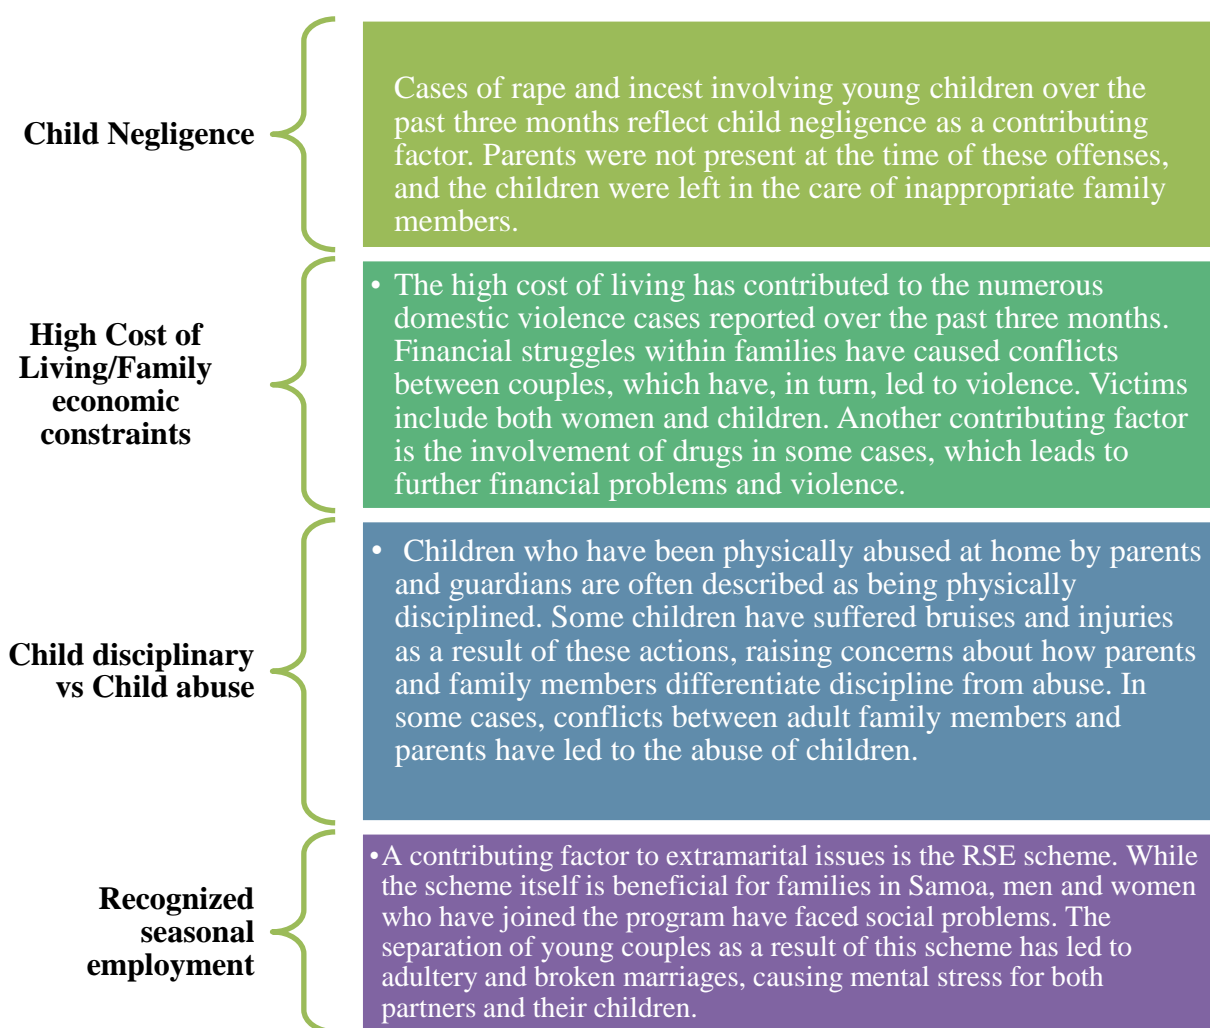 Child Negligence
Cases of rape and incest involving young children over the
past three months reflect child negligence as a contributing
factor. Parents were not present at the time of these offenses,
and the children were left in the care of inappropriate family
members.
High Cost of
Living/Family
economic
constraints
• The high cost of living has contributed to the numerous
domestic violence cases reported over the past three months.
Financial struggles within families have caused conflicts
between couples, which have, in turn, led to violence. Victims
include both women and children. Another contributing factor
is the involvement of drugs in some cases, which leads to
further financial problems and violence.
Child disciplinary
vs Child abuse
• Children who have been physically abused at home by parents
and guardians are often described as being physically
disciplined. Some children have suffered bruises and injuries
as a result of these actions, raising concerns about how parents
and family members differentiate discipline from abuse. In
some cases, conflicts between adult family members and
parents have led to the abuse of children.
Recognized
seasonal
employment
•A contributing factor to extramarital issues is the RSE scheme. While
the scheme itself is beneficial for families in Samoa, men and women
who have joined the program have faced social problems. The
separation of young couples as a result of this scheme has led to
adultery and broken marriages, causing mental stress for both
partners and their children.